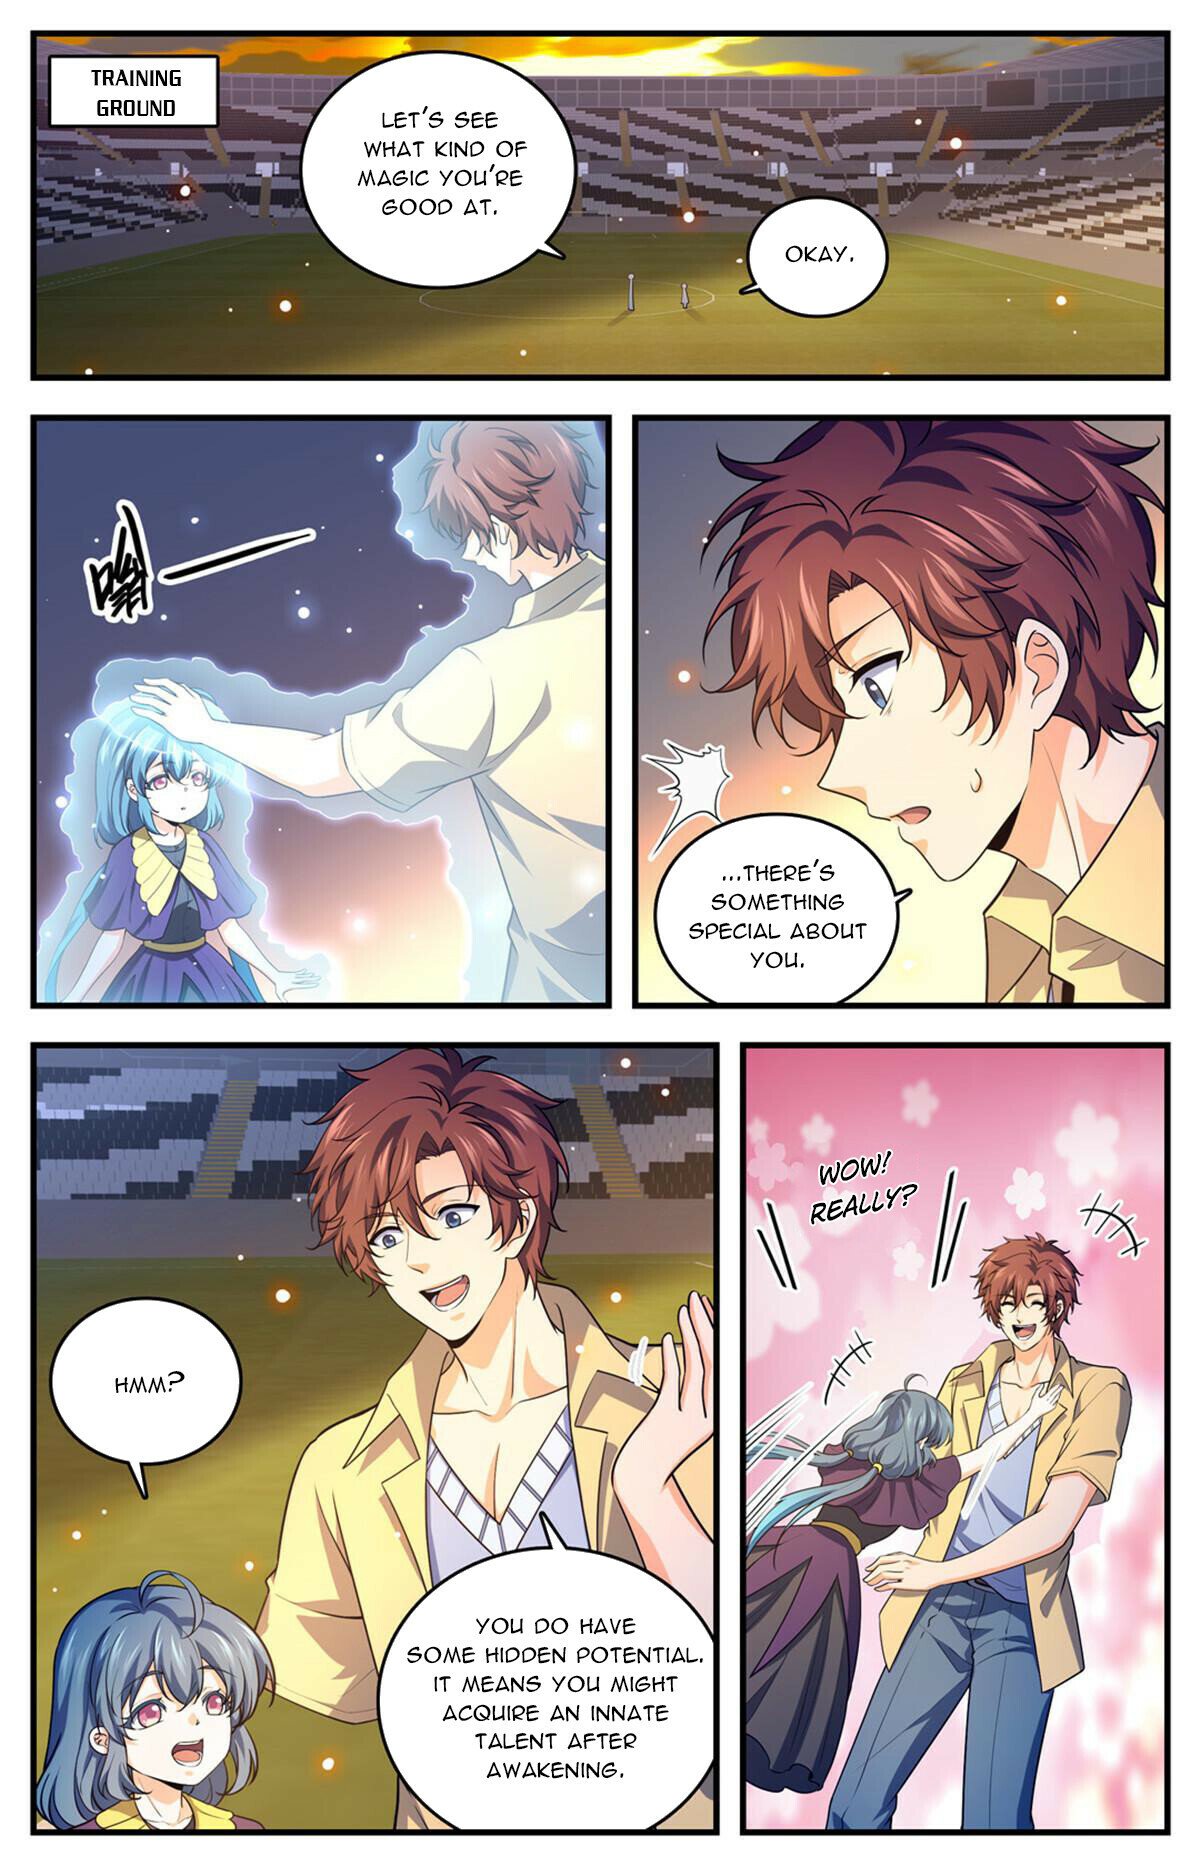 TRAINING
GROUND
LET'S SEE
WHAT KIND OF
MAGIC YOU'RE
GOOD AT.
OKAY.
...THERE'S
SOMETHING
SPECIAL ABOUT
YOU.
HMM?
YOU DO HAVE
SOME HIDDEN POTENTIAL.
IT MEANS YOU MIGHT
ACQUIRE AN INNATE
TALENT AFTER
AWAKENING.
WOW!
REALLY?